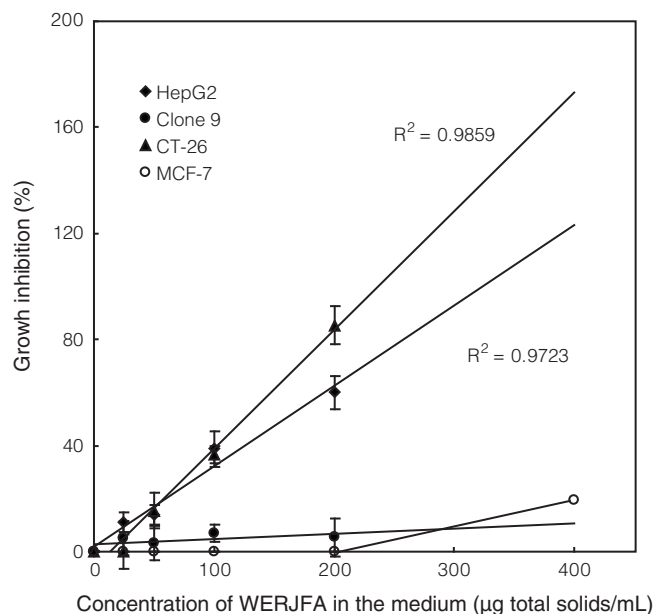 200
160
120
80
40
0
Growh inhibition (%)
HepG2
Clone 9
CT-26
MCF-7
R² = 0.9859
R² = 0.9723
0 100 200 300 400
Concentration of WERJFA in the medium (µg total solids/mL)